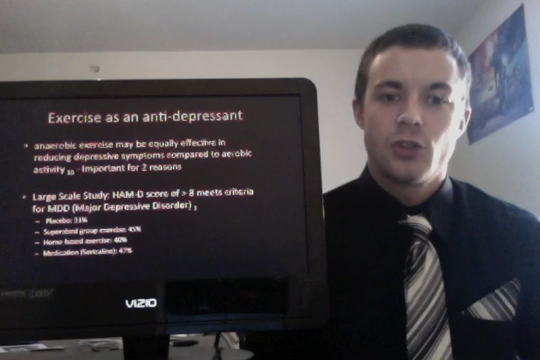 Exercise as an anti-depressant
• anaerobic exercise may be equally effective in
reducing depressive symptoms compared to aerobic
activity 10 - Important for 2 reasons
• Large Scale Study: HAM-D score of > 8 meets criteria
for MDD (Major Depressive Disorder)
– Placebo: 31%
– Supervised group exercise: 45%
– Home-based exercise: 40%
– Medication (Sertraline): 47%
VIZIO